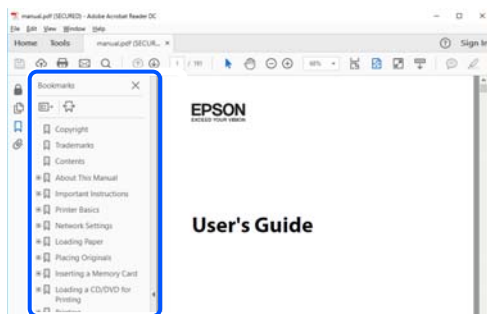 manual.pdf (SECURED) - Adobe Acrobat Reader DC
File Edit View Window Help
Home Tools manual.pdf (SECUR... × Sign In
1 / 191
Bookmarks
Copyright
Trademarks
Contents
About This Manual
Important Instructions
Printer Basics
Network Settings
Loading Paper
Placing Originals
Inserting a Memory Card
Loading a CD/DVD for
Printing
EPSON
EXCEED YOUR VISION
User's Guide